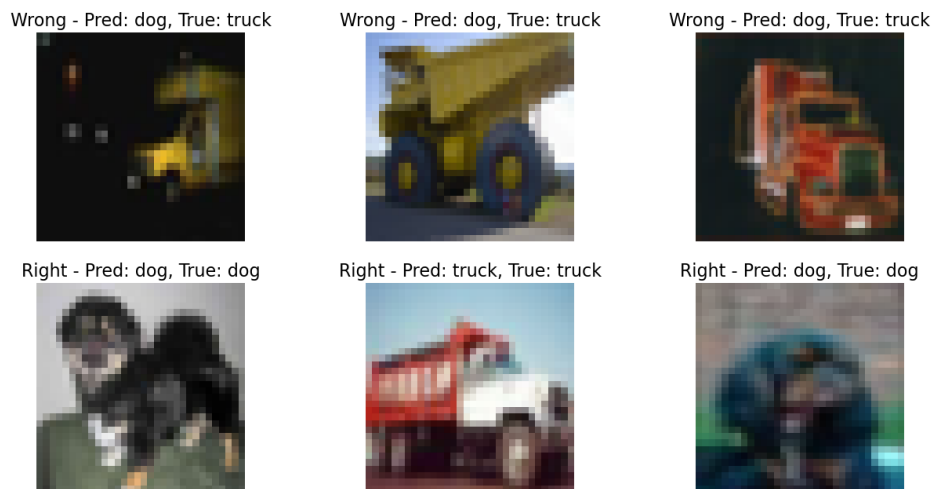 Wrong - Pred: dog, True: truck
Wrong - Pred: dog, True: truck
Wrong - Pred: dog, True: truck
Right - Pred: dog, True: dog
Right - Pred: truck, True: truck
Right - Pred: dog, True: dog